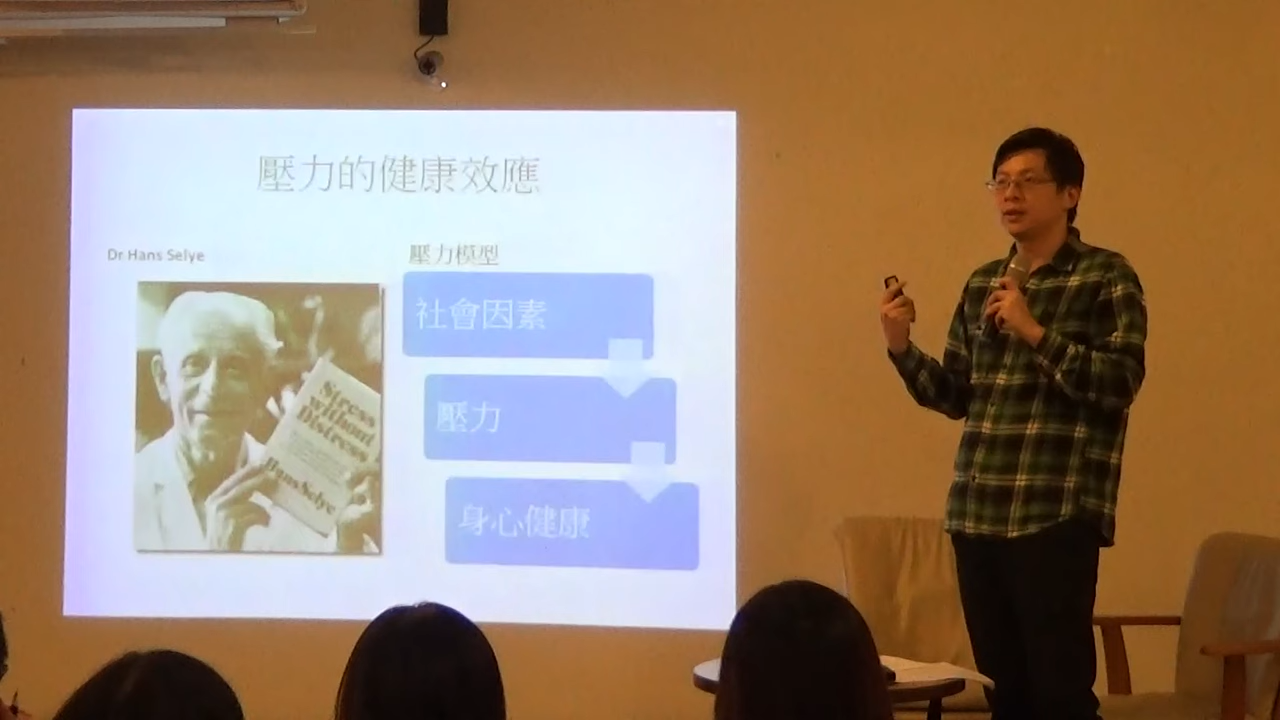 壓力的健康效應
Dr Hans Selye
壓力模型
社會因素
壓力
身心健康
Stress
without
Distress
Hans Selye